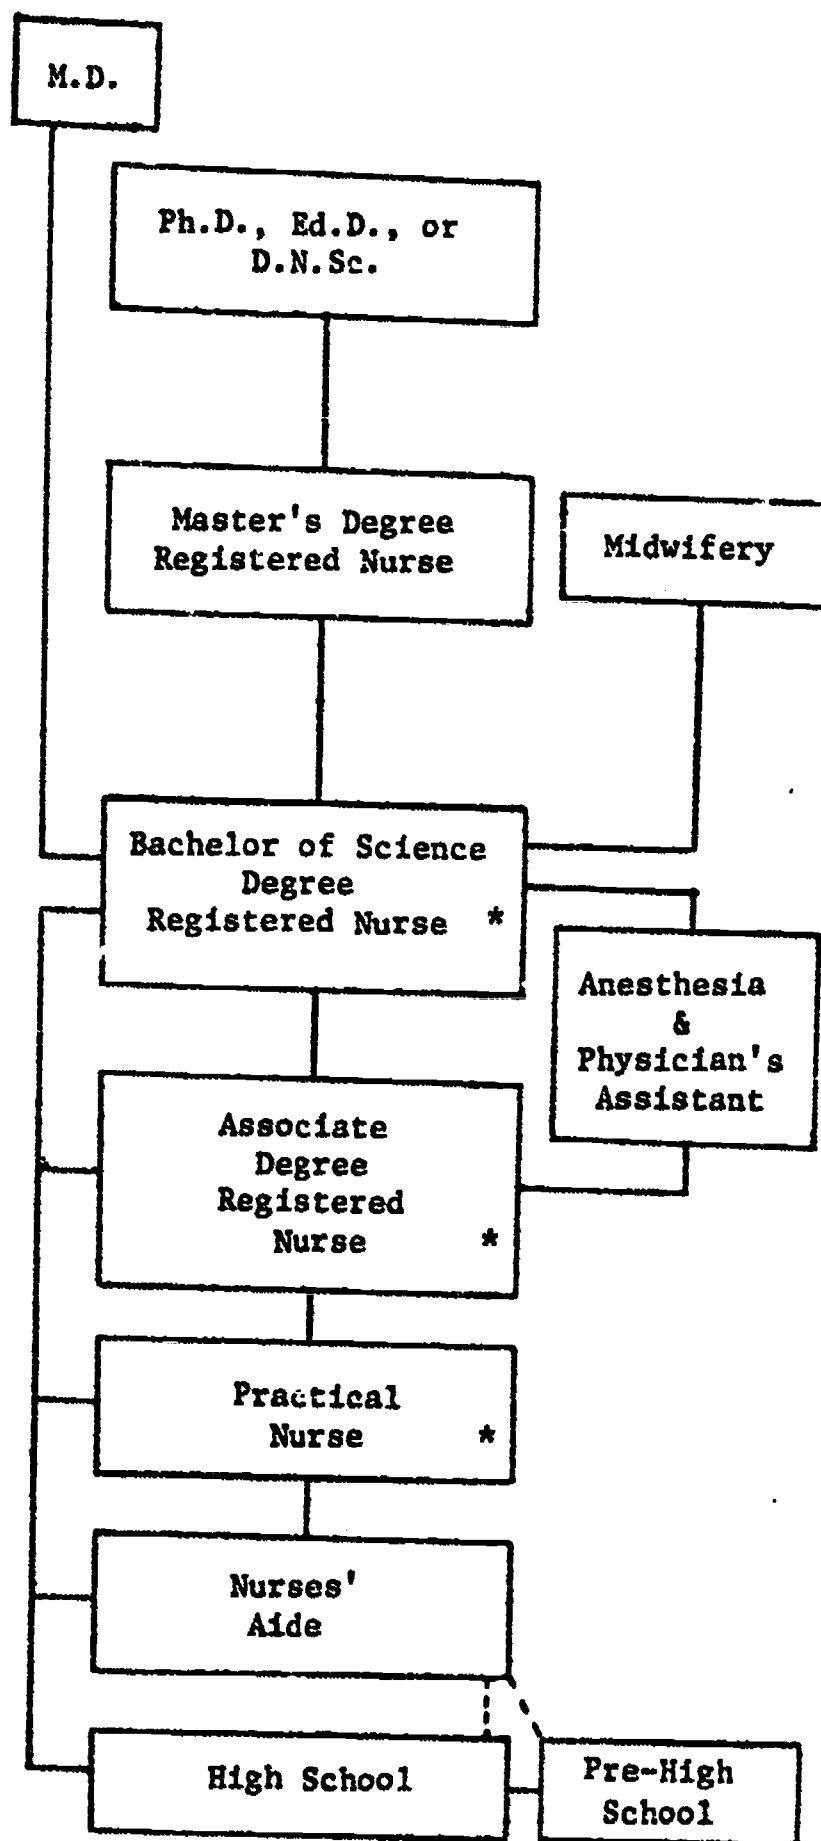 M.D.
Ph.D., Ed.D., or
D.N.Sc.
Master's Degree
Registered Nurse
Midwifery
Bachelor of Science
Degree
Registered Nurse *
Anesthesia
&
Physician's
Assistant
Associate
Degree
Registered
Nurse *
Practical
Nurse *
Nurses'
Aide
High School
Pre-High
School